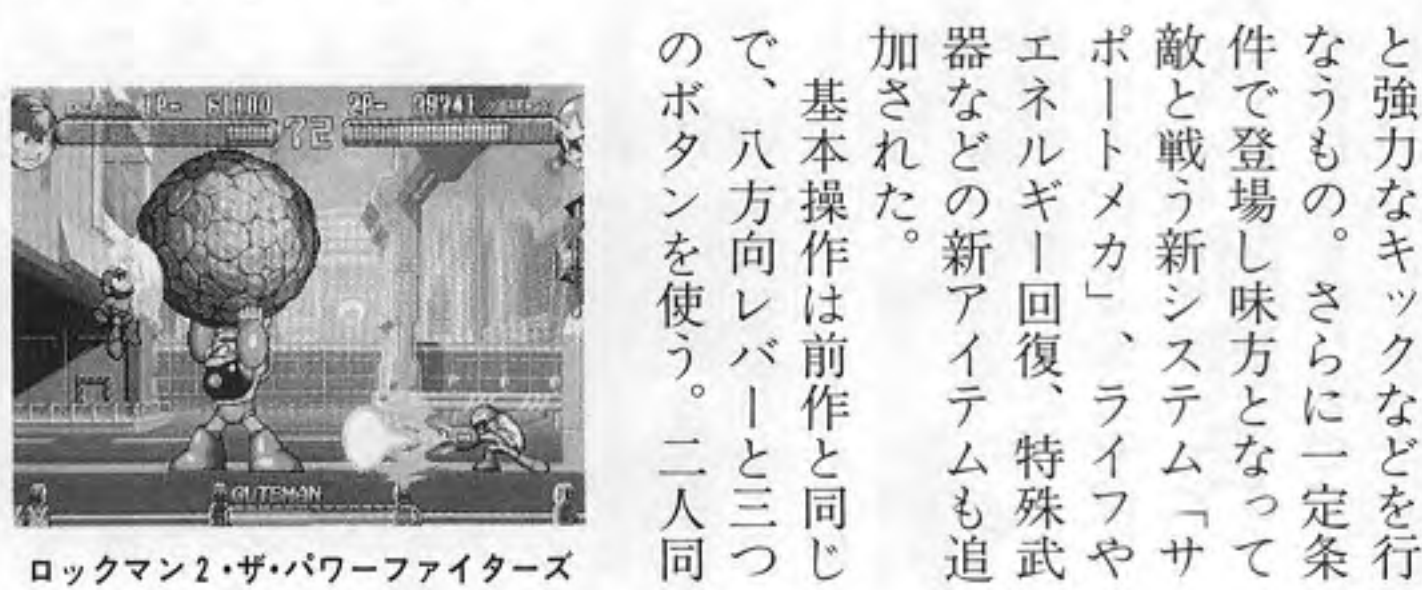 と強力なキックなどを行
なうもの。さらに一定条
件で登場し味方となって
敵と戦う新システム「サ
ポートメカ」、ライフや
エネルギー回復、特殊武
器などの新アイテムも追
加された。
基本操作は前作と同じ
で、八方向レバーと三つ
のボタンを使う。二人同
1P- 61100
72
2P- 28741
GUTSMAN
ロックマン2・ザ・パワーファイターズ